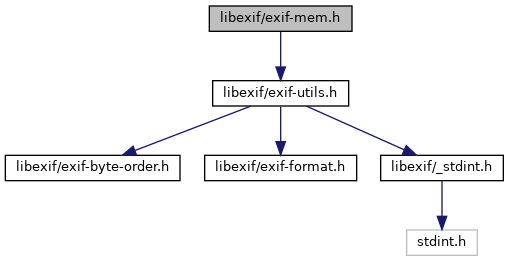 libexif/exif-mem.h
libexif/exif-utils.h
libexif/exif-byte-order.h
libexif/exif-format.h
libexif/_stdint.h
stdint.h